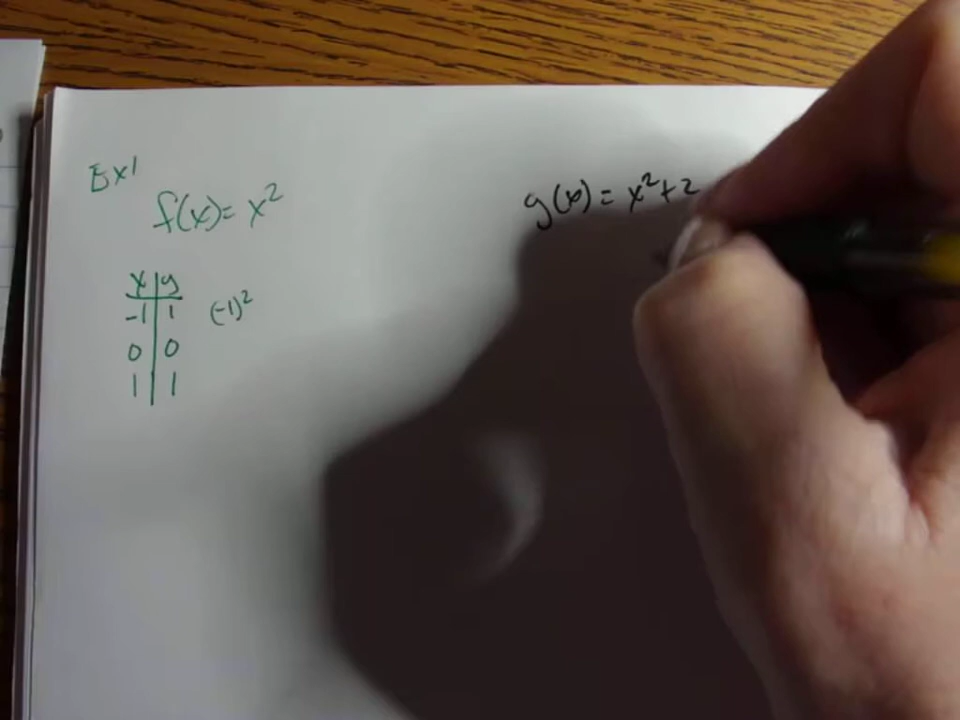 Ex1
f(x)= x²
g(x) = x²+2
x | y
-1 | 1 (-1)²
0 | 0
1 | 1